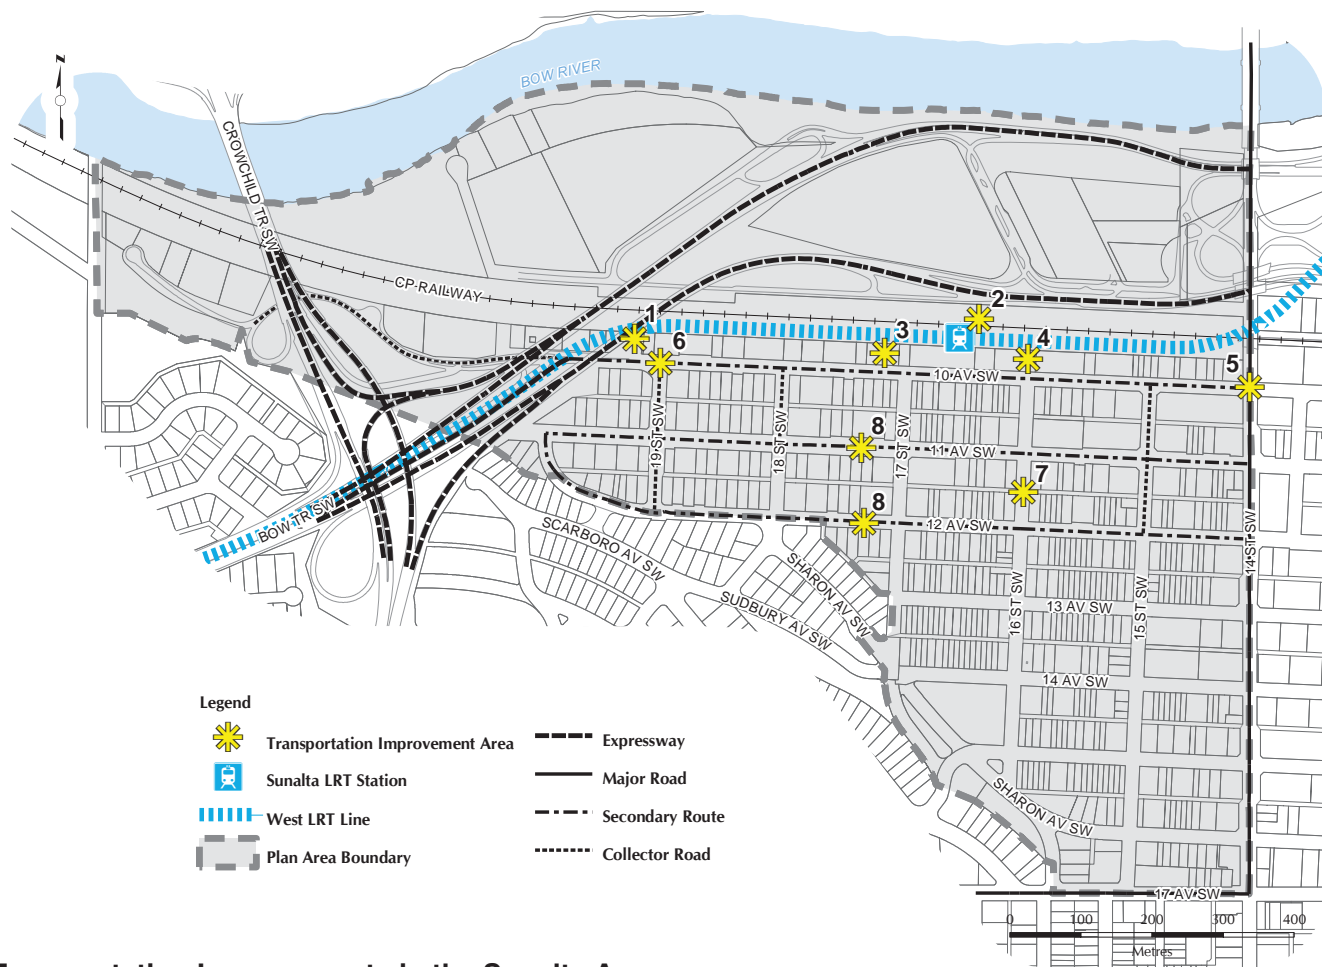 N
BOW RIVER
CROWCHILD TR SW
CP RAILWAY
1
2
3
4
5
6
10 AV SW
19 ST SW
18 ST SW
17 ST SW
8
11 AV SW
7
8
12 AV SW
BOW TR SW
SCARBORO AV SW
SHARON AV SW
SUDBURY AV SW
14 St SW
16 ST SW
13 AV SW
15 ST SW
14 AV SW
SHARON AV SW
17 AV SW
Legend
Transportation Improvement Area
Sunalta LRT Station
West LRT Line
Plan Area Boundary
Expressway
Major Road
Secondary Route
Collector Road
0 100 200 300 400
Metres